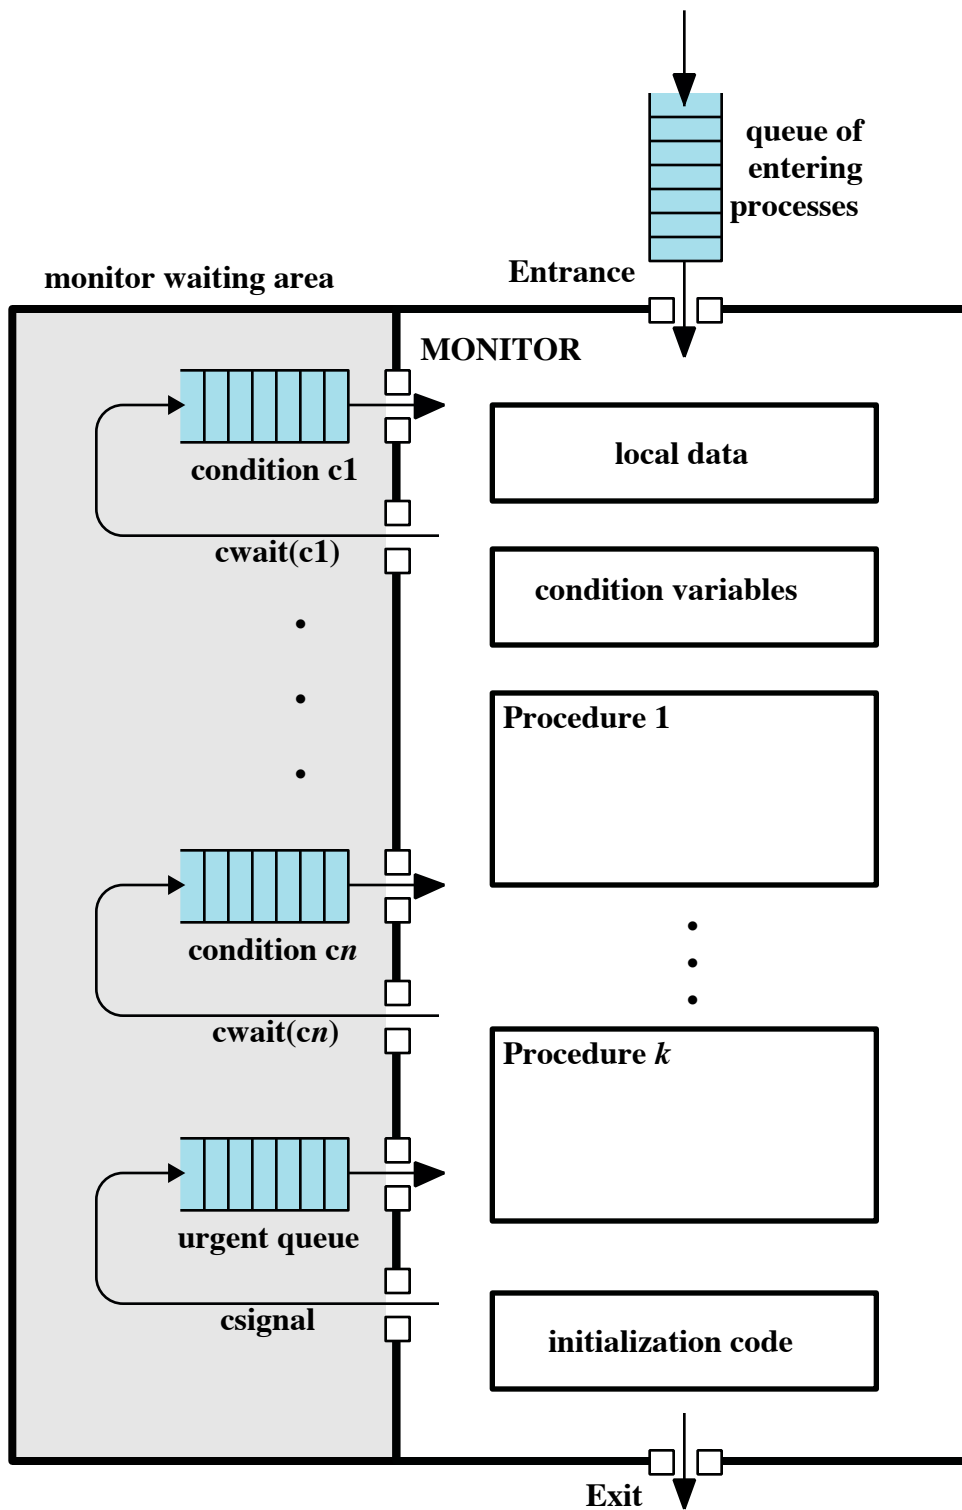 queue of
entering
processes
Entrance
monitor waiting area
MONITOR
local data
condition c1
cwait(c1)
condition variables
Procedure 1
condition cn
cwait(cn)
Procedure k
urgent queue
csignal
initialization code
Exit